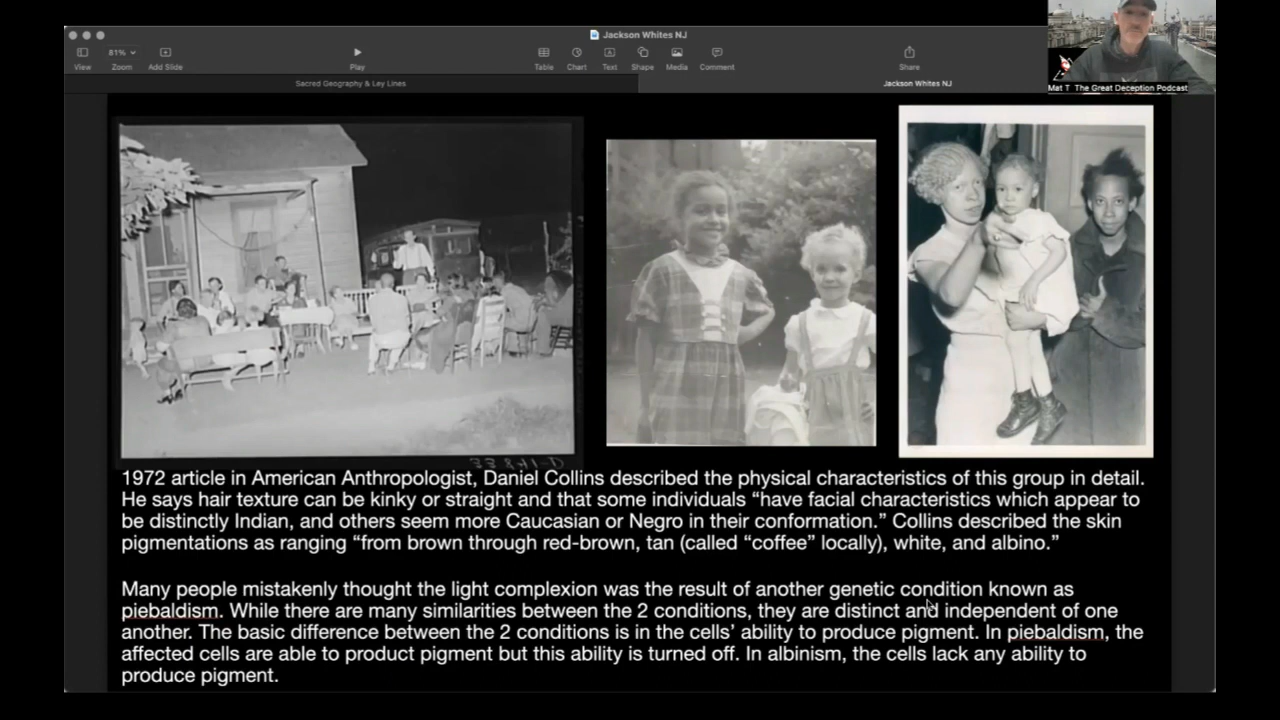 Jackson Whites NJ
81%
View
Zoom
Add Slide
Play
Table
Chart
Text
Shape
Media
Comment
Share
Sacred Geography & Ley Lines
Jackson Whites NJ
Mat T The Great Deception Podcast
1972 article in American Anthropologist, Daniel Collins described the physical characteristics of this group in detail.
He says hair texture can be kinky or straight and that some individuals “have facial characteristics which appear to
be distinctly Indian, and others seem more Caucasian or Negro in their conformation.” Collins described the skin
pigmentations as ranging “from brown through red-brown, tan (called “coffee” locally), white, and albino.”
Many people mistakenly thought the light complexion was the result of another genetic condition known as
piebaldism. While there are many similarities between the 2 conditions, they are distinct and independent of one
another. The basic difference between the 2 conditions is in the cells’ ability to produce pigment. In piebaldism, the
affected cells are able to product pigment but this ability is turned off. In albinism, the cells lack any ability to
produce pigment.